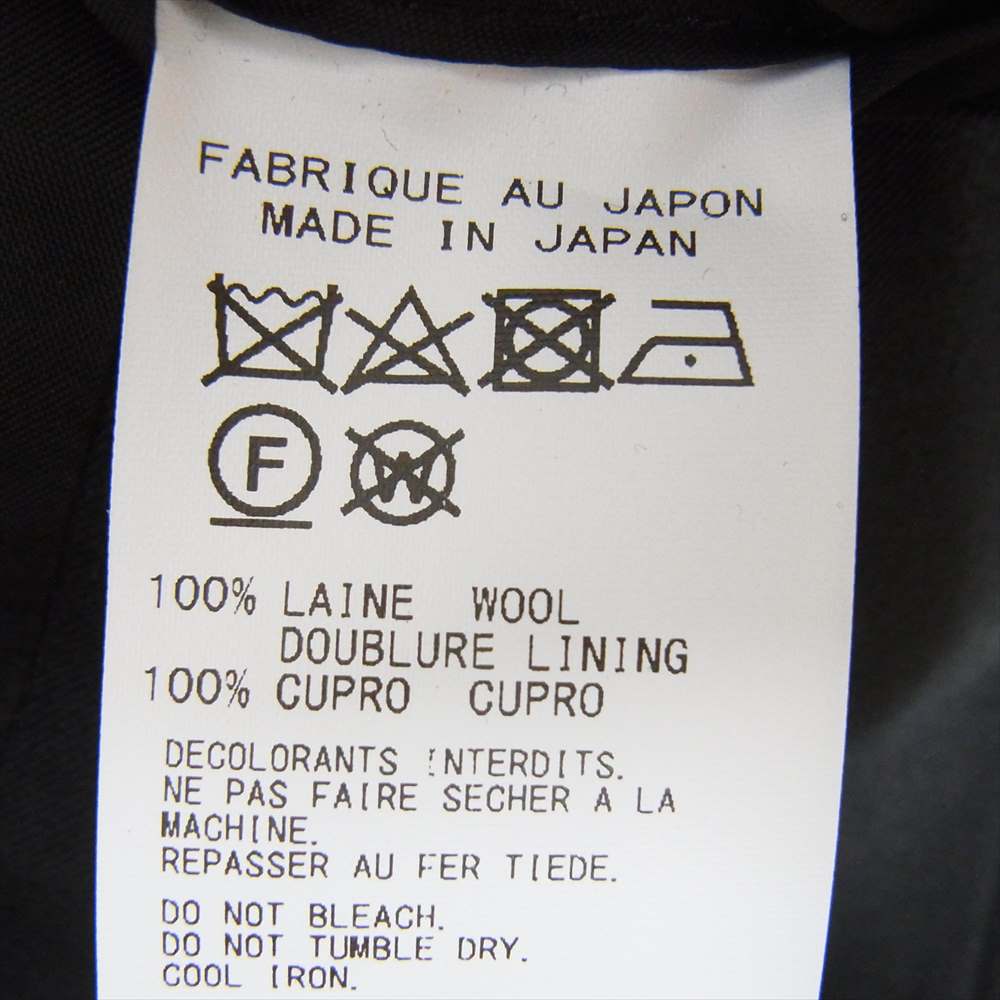 FABRIQUE AU JAPON
MADE IN JAPAN
F W
100% LAINE WOOL
DOUBLURE LINING
100% CUPRO CUPRO
DECOLORANTS INTERDITS.
NE PAS FAIRE SECHER A LA
MACHINE.
REPASSER AU FER TIEDE.
DO NOT BLEACH.
DO NOT TUMBLE DRY.
COOL IRON.